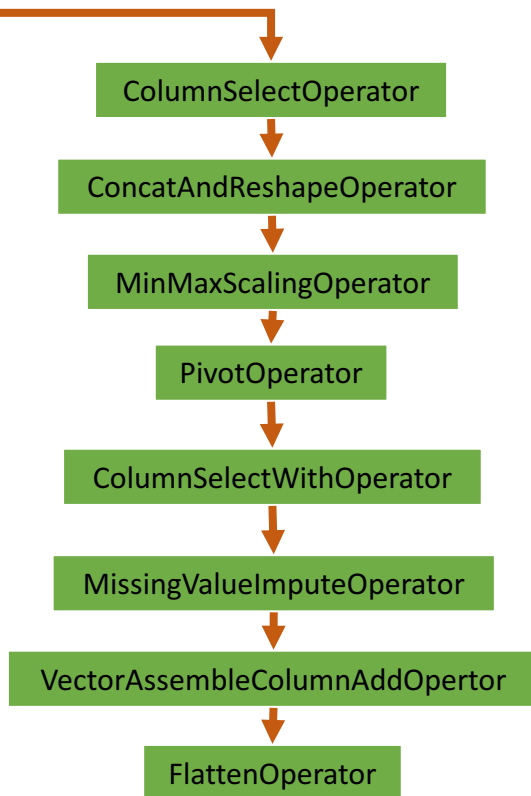 ColumnSelectOperator
ConcatAndReshapeOperator
MinMaxScalingOperator
PivotOperator
ColumnSelectWithOperator
MissingValueImputeOperator
VectorAssembleColumnAddOpertor
FlattenOperator